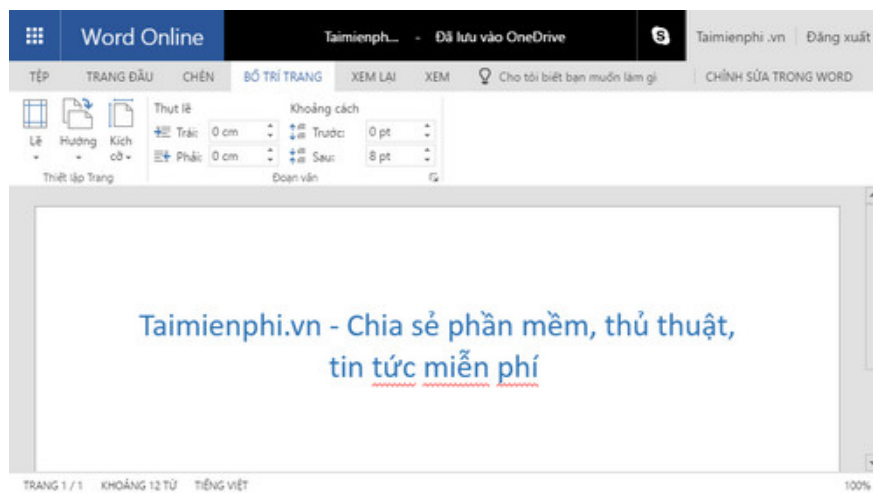 Word Online Taimienph... - Đã lưu vào OneDrive Taimienphi .vn Đăng xuất
TỆP TRANG ĐẦU CHÈN BỐ TRÍ TRANG XEM LẠI XEM Cho tôi biết bạn muốn làm gì CHỈNH SỬA TRONG WORD
Thụt lề Khoảng cách
Trái: 0 cm Trước: 0 pt
Lề Hướng Kích cỡ
Phải: 0 cm Sau: 8 pt
Thiết lập Trang Đoạn văn
Taimienphi.vn - Chia sẻ phần mềm, thủ thuật,
tin tức miễn phí
TRANG 1 / 1 KHOẢNG 12 TỪ TIẾNG VIỆT 100%